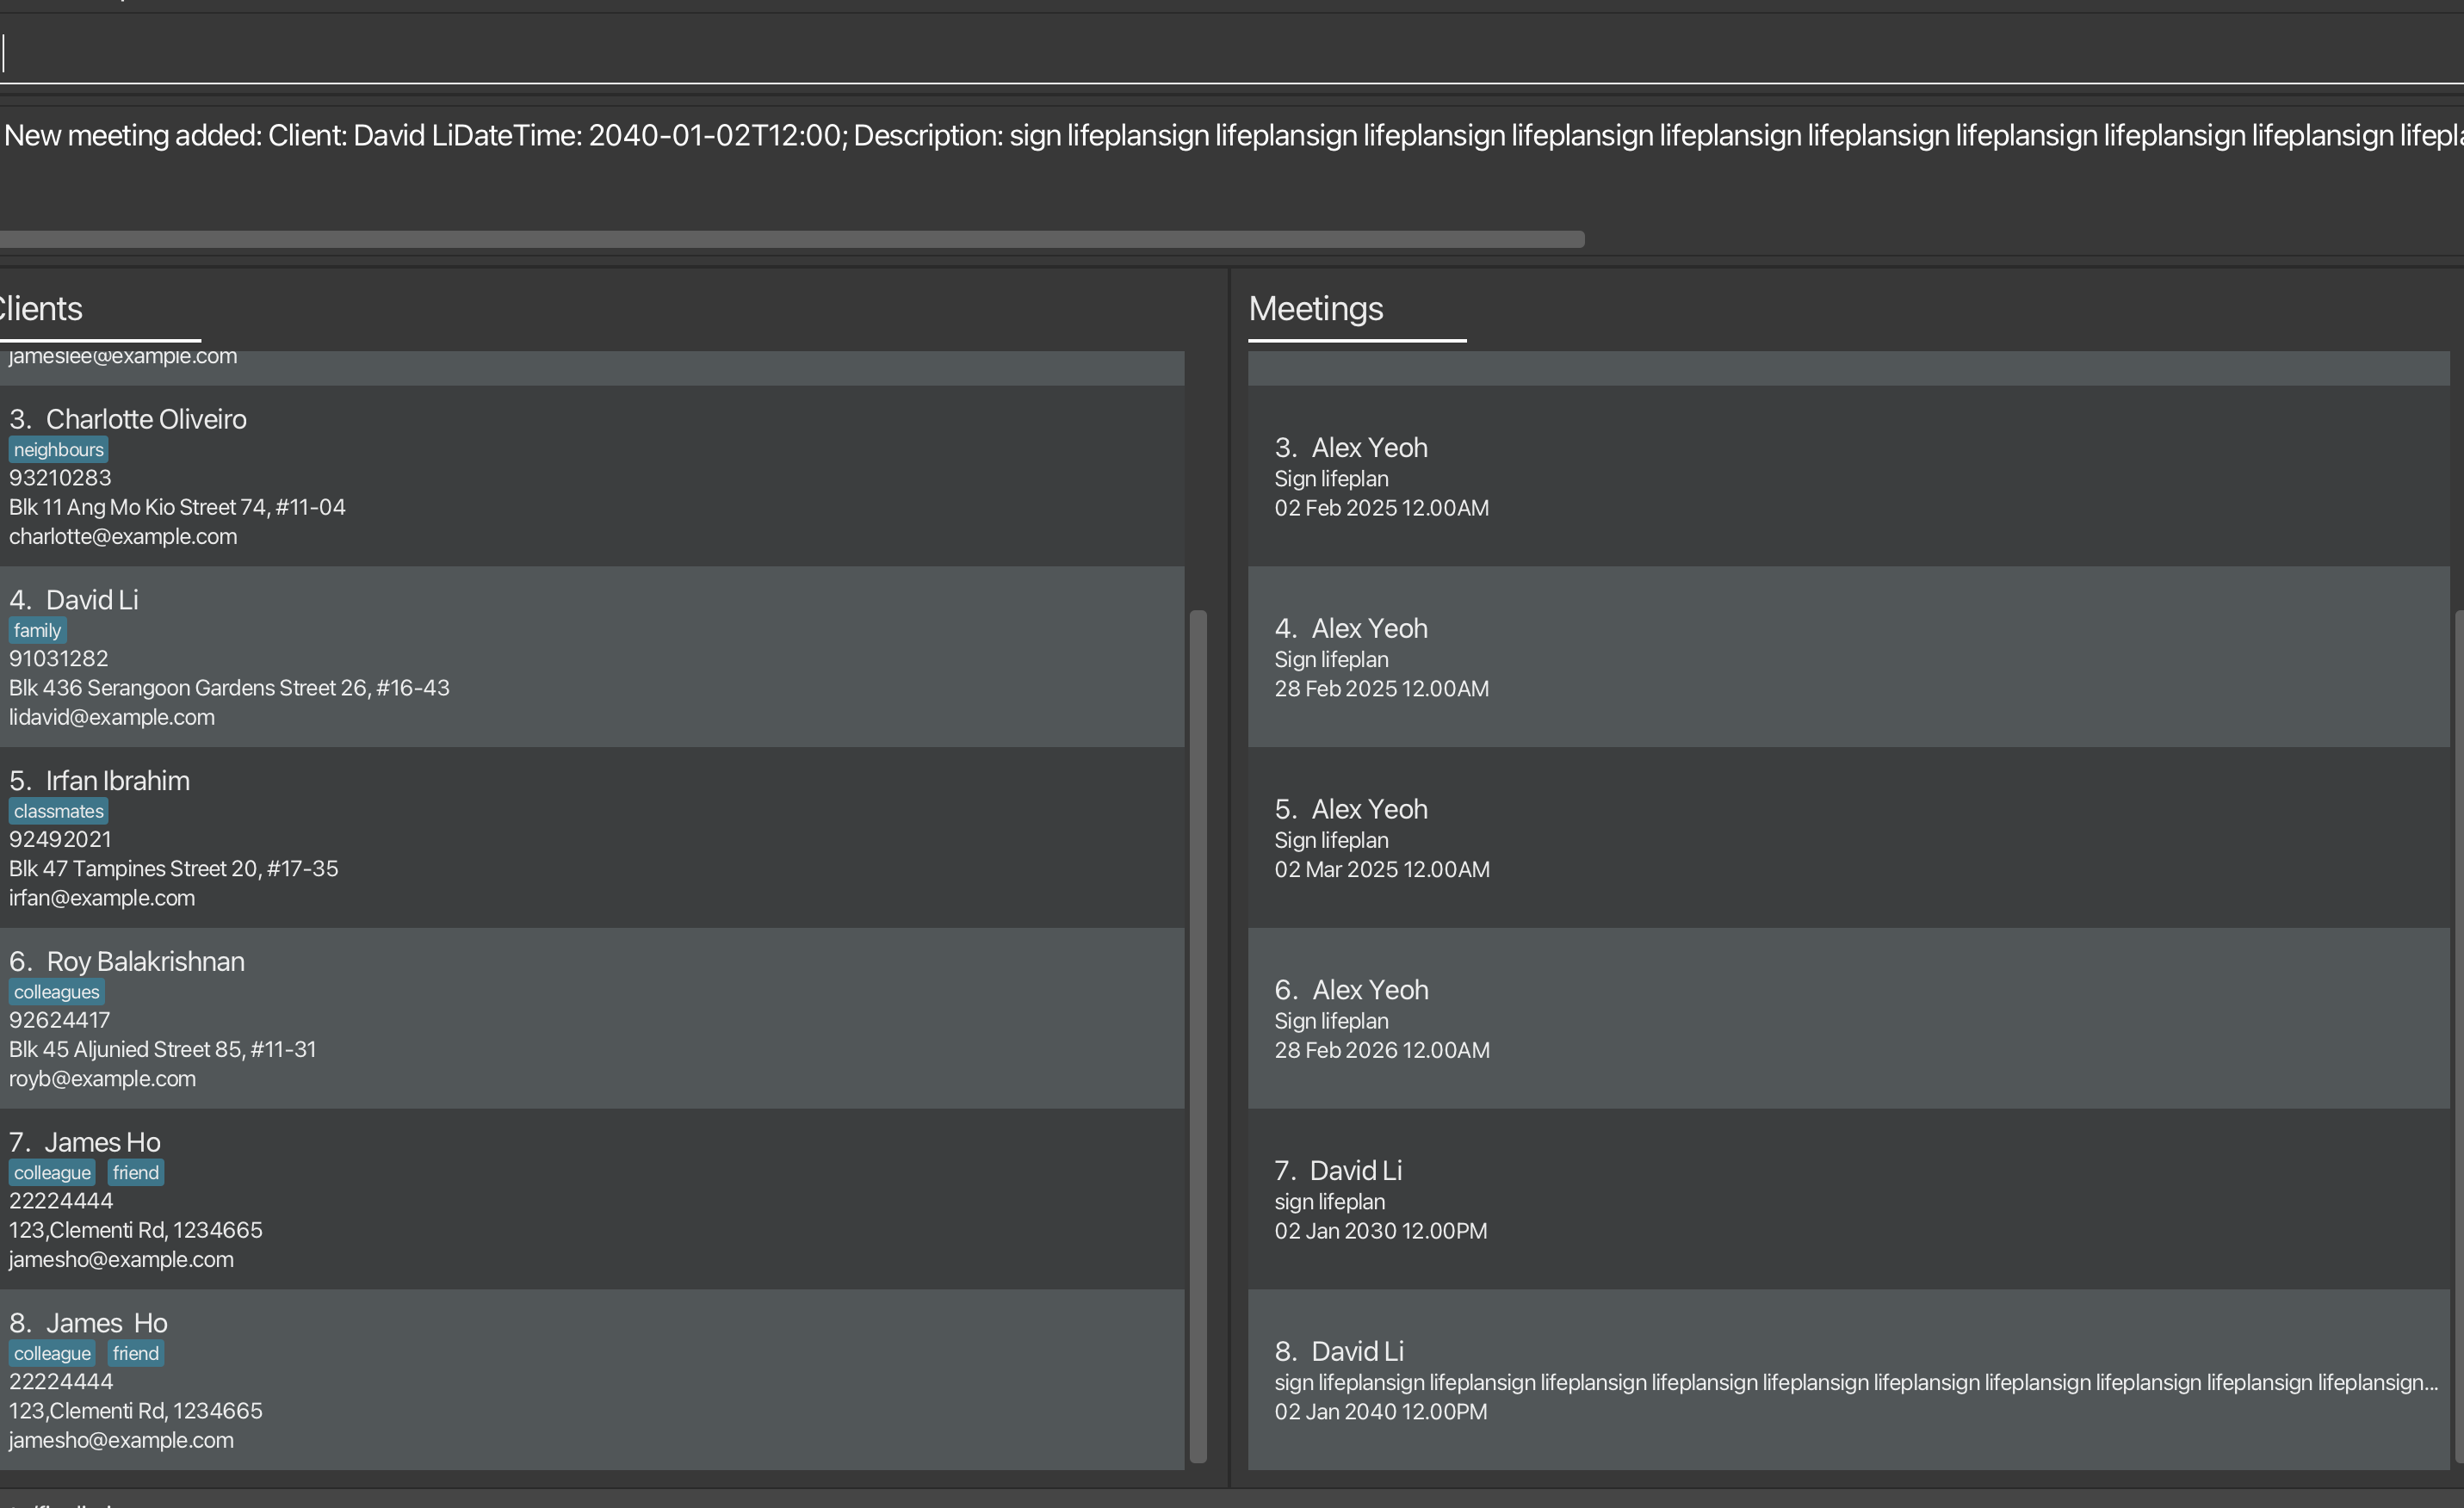 New meeting added: Client: David LiDateTime: 2040-01-02T12:00; Description: sign lifeplansign lifeplansign lifeplansign lifeplansign lifeplansign lifeplansign lifeplansign lifeplansign lifeplansign
Clients
jameslee@example.com
3. Charlotte Oliveiro
neighbours
93210283
Blk 11 Ang Mo Kio Street 74, #11-04
charlotte@example.com
4. David Li
family
91031282
Blk 436 Serangoon Gardens Street 26, #16-43
lidavid@example.com
5. Irfan Ibrahim
classmates
92492021
Blk 47 Tampines Street 20, #17-35
irfan@example.com
6. Roy Balakrishnan
colleagues
92624417
Blk 45 Aljunied Street 85, #11-31
royb@example.com
7. James Ho
colleague friend
22224444
123,Clementi Rd, 1234665
jamesho@example.com
8. James  Ho
colleague friend
22224444
123,Clementi Rd, 1234665
jamesho@example.com
Meetings
3. Alex Yeoh
Sign lifeplan
02 Feb 2025 12.00AM
4. Alex Yeoh
Sign lifeplan
28 Feb 2025 12.00AM
5. Alex Yeoh
Sign lifeplan
02 Mar 2025 12.00AM
6. Alex Yeoh
Sign lifeplan
28 Feb 2026 12.00AM
7. David Li
sign lifeplan
02 Jan 2030 12.00PM
8. David Li
sign lifeplansign lifeplansign lifeplansign lifeplansign lifeplansign lifeplansign lifeplansign lifeplansign lifeplansign lifeplansign...
02 Jan 2040 12.00PM